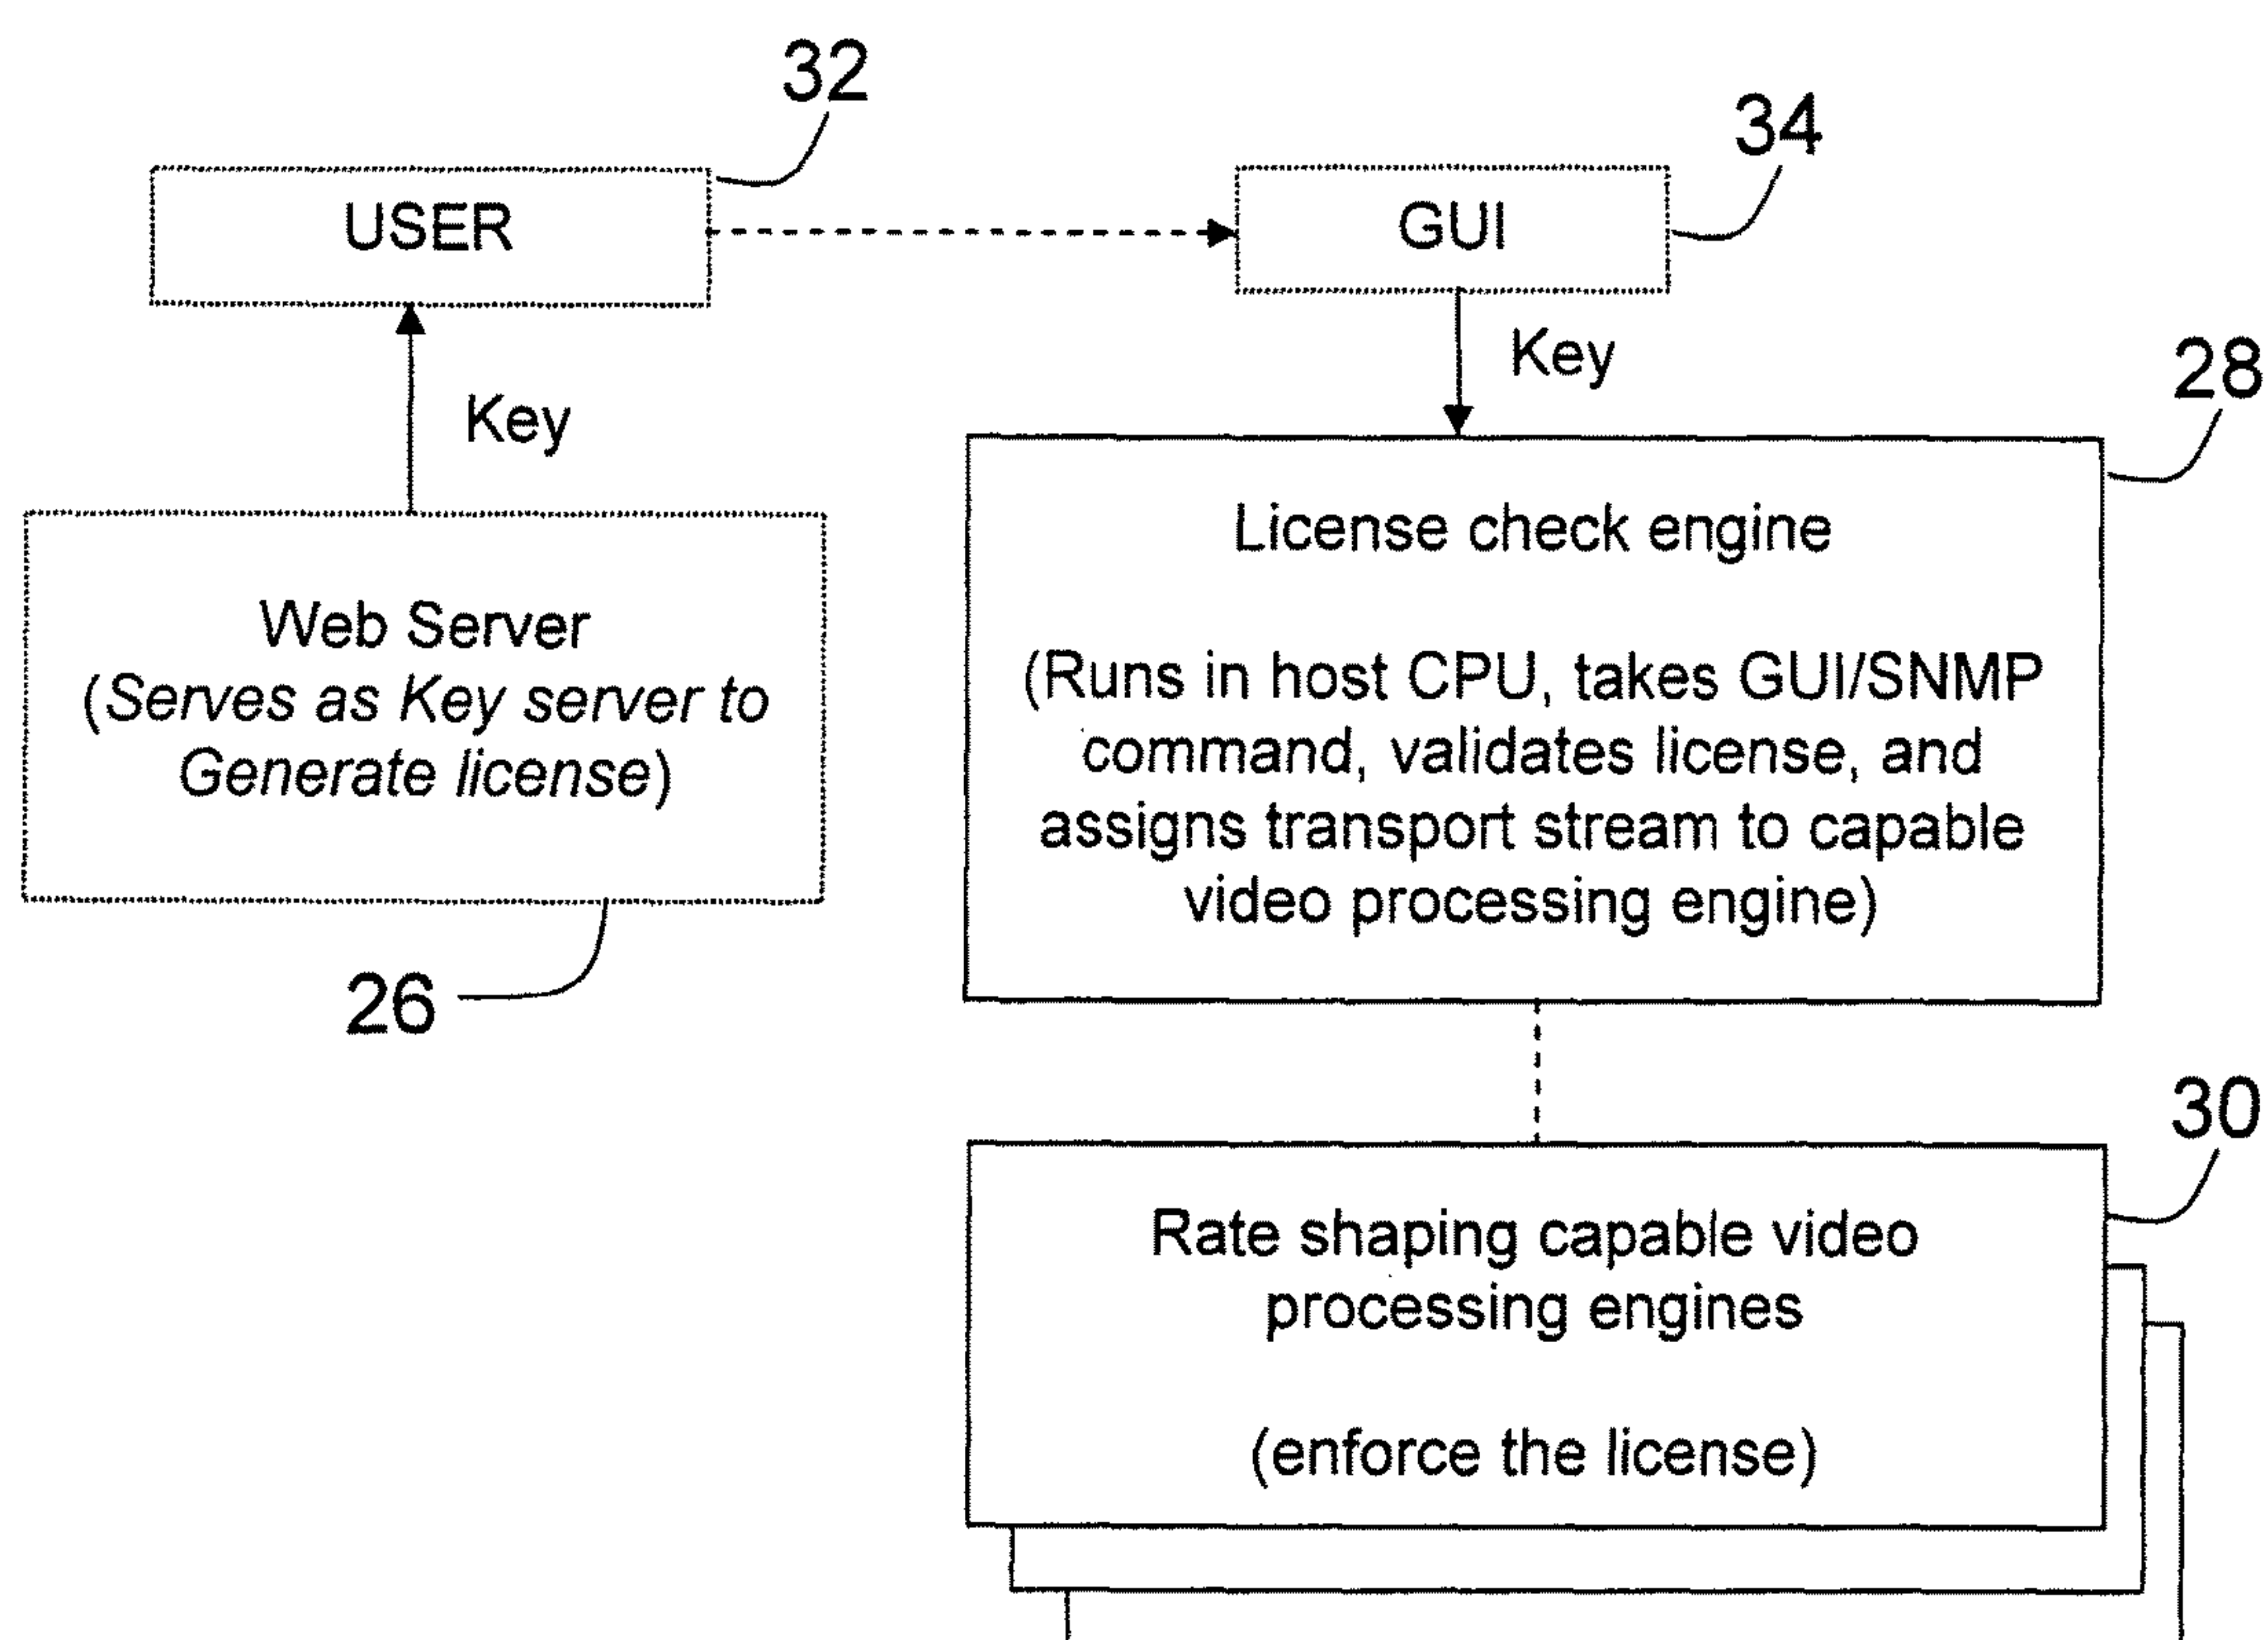 32
34
USER
GUI
Key
28
Key
License check engine
Web Server
(Serves as Key server to
Generate license)
(Runs in host CPU, takes GUI/SNMP
command, validates license, and
assigns transport stream to capable
video processing engine)
26
30
Rate shaping capable video
processing engines
(enforce the license)